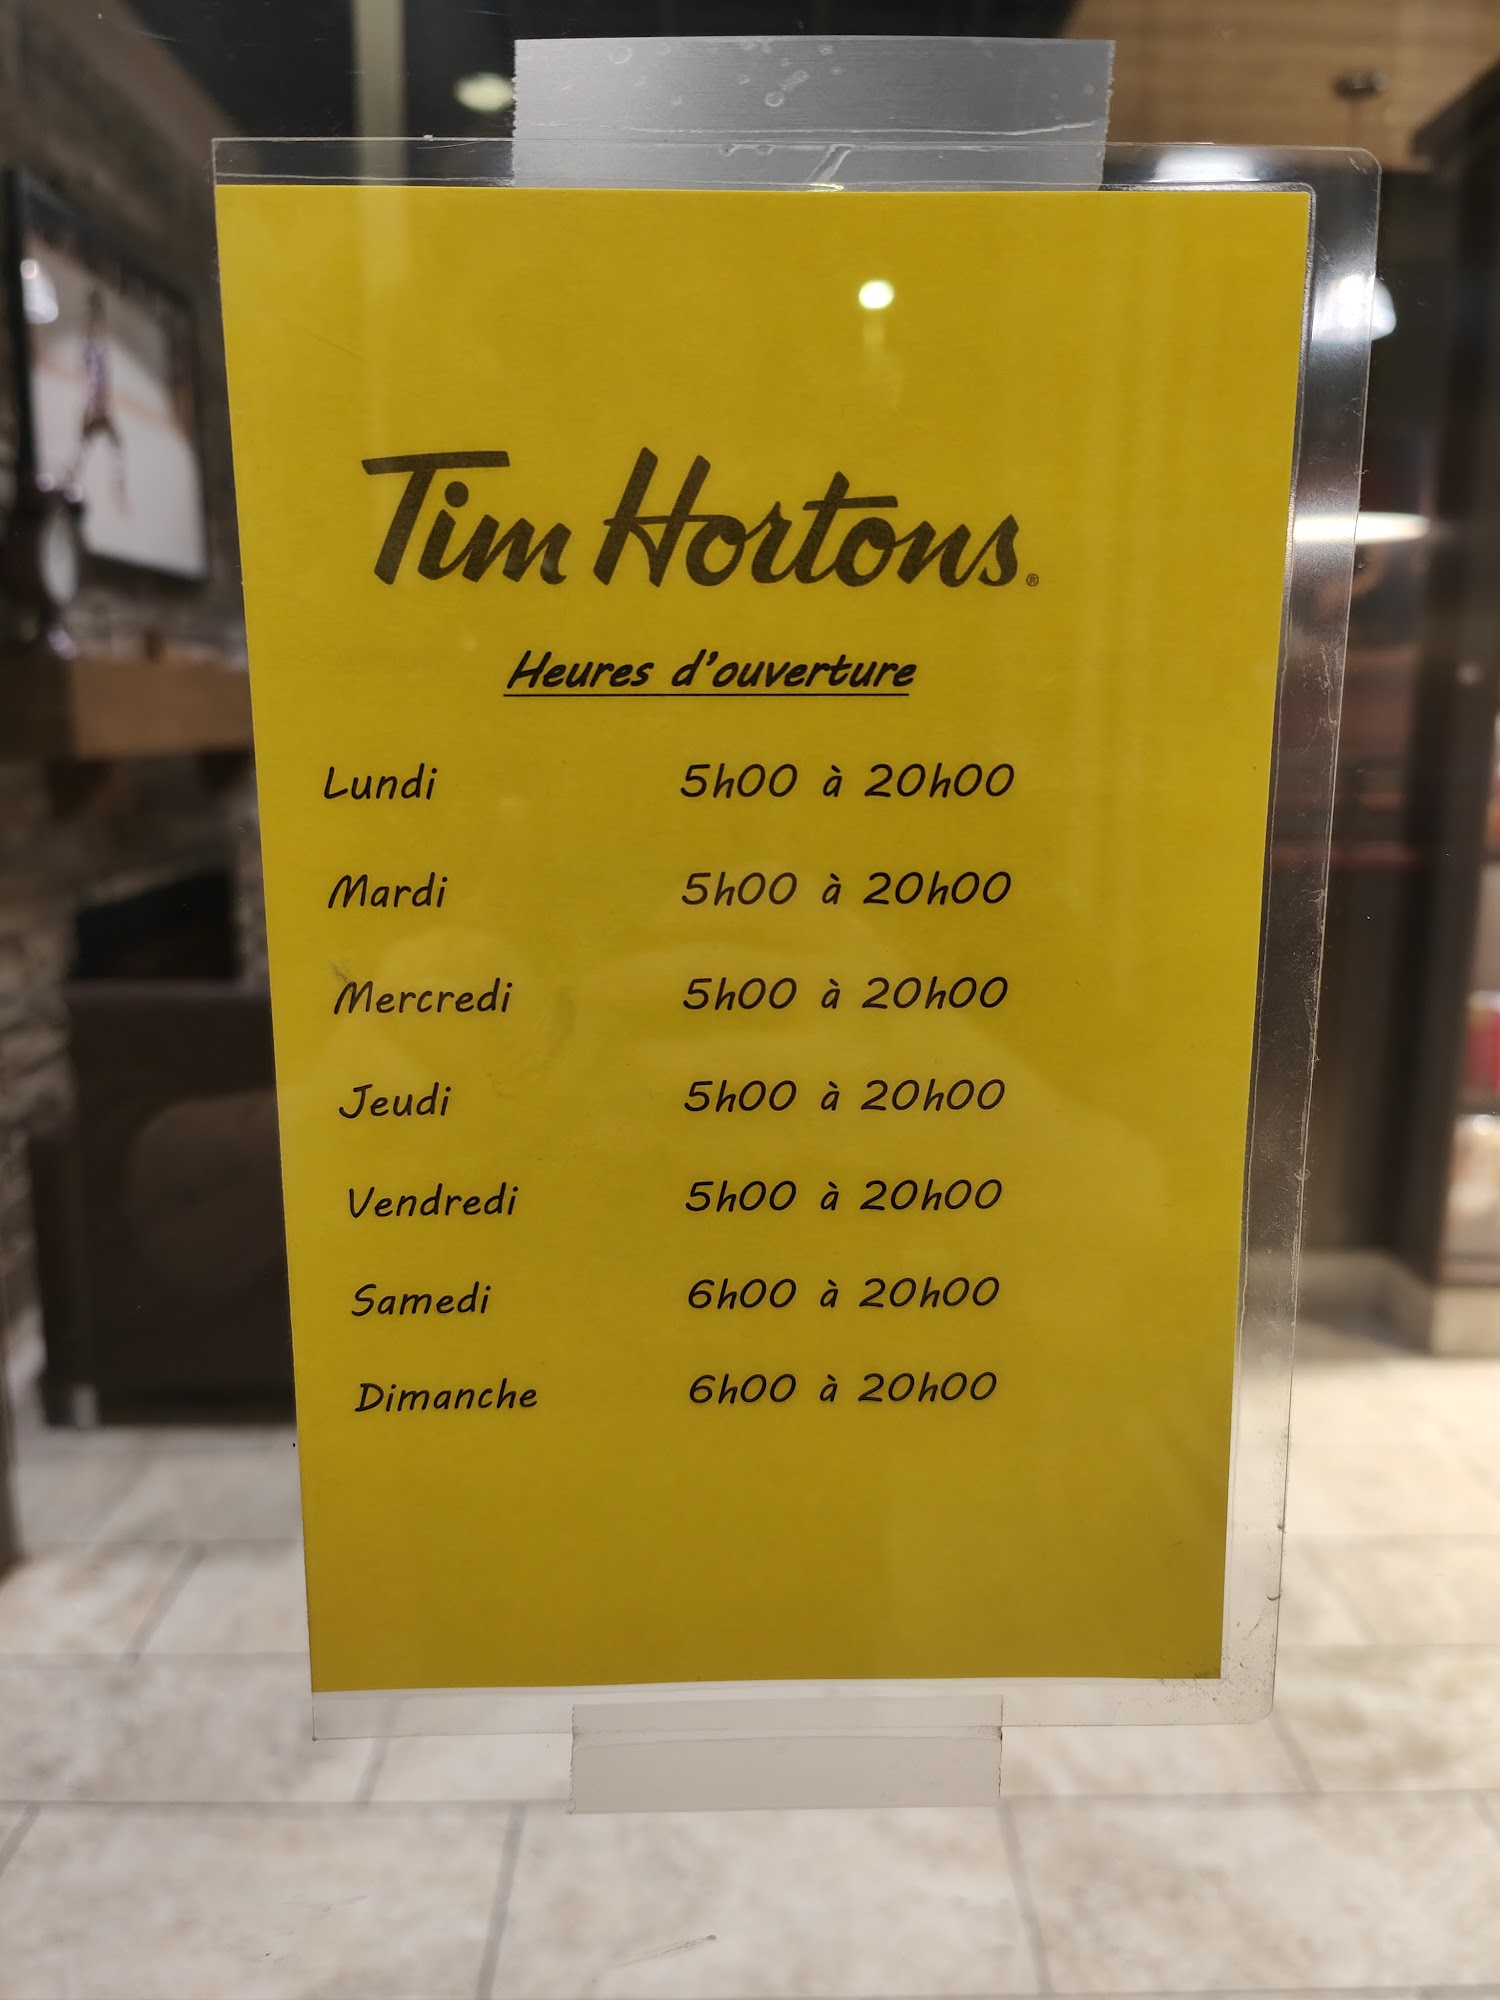 Tim Hortons®
Heures d'ouverture
Lundi 5h00 à 20h00
Mardi 5h00 à 20h00
Mercredi 5h00 à 20h00
Jeudi 5h00 à 20h00
Vendredi 5h00 à 20h00
Samedi 6h00 à 20h00
Dimanche 6h00 à 20h00